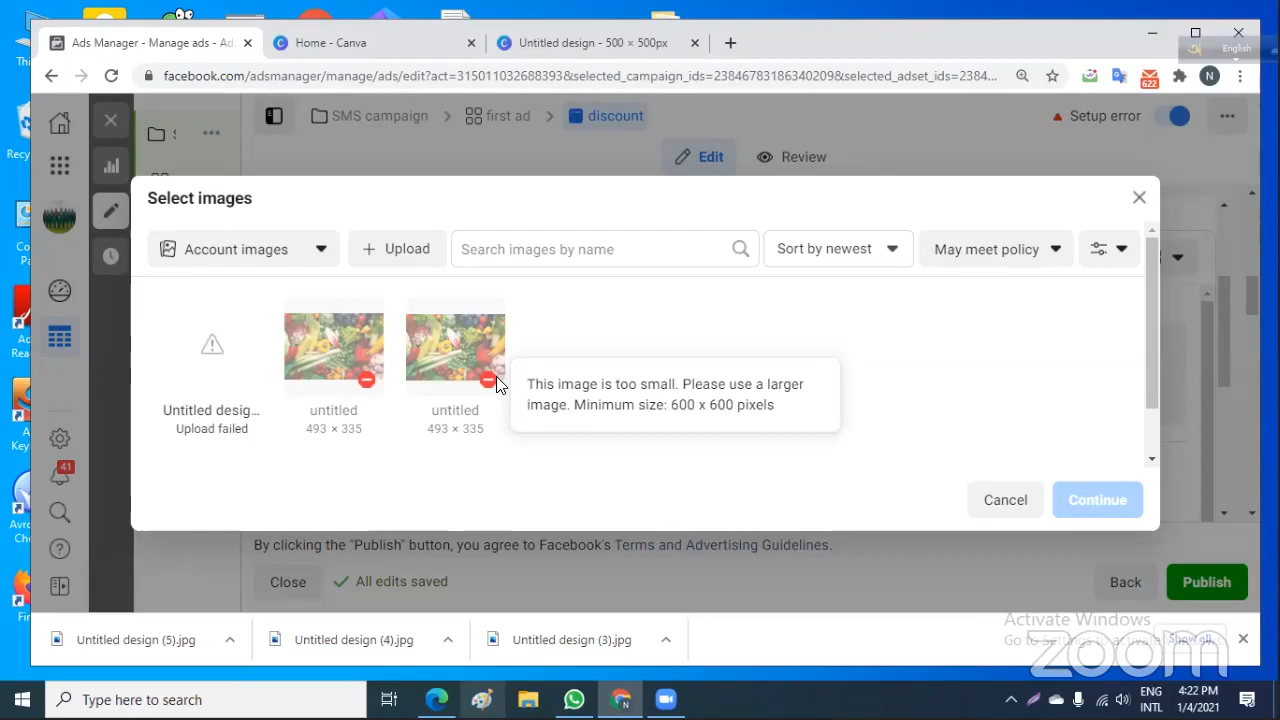 Ads Manager - Manage ads - Ad
Home - Canva
Untitled design - 500 × 500px
English
facebook.com/adsmanager/manage/ads/edit?act=315011032688393&selected_campaign_ids=23846783186340209​8&selected_adset_ids=2384...
622
N
SMS campaign
first ad
discount
Setup error
Edit
Review
Select images
Account images
Upload
Search images by name
Sort by newest
May meet policy
Untitled desig...
Upload failed
untitled
493 × 335
untitled
493 × 335
This image is too small. Please use a larger
image. Minimum size: 600 x 600 pixels
Cancel
Continue
41
By clicking the "Publish" button, you agree to Facebook's Terms and Advertising Guidelines.
Close
All edits saved
Back
Publish
Untitled design (5).jpg
Untitled design (4).jpg
Untitled design (3).jpg
Activate Windows
Show all
zoom
Type here to search
ENG
INTL
4:22 PM
1/4/2021